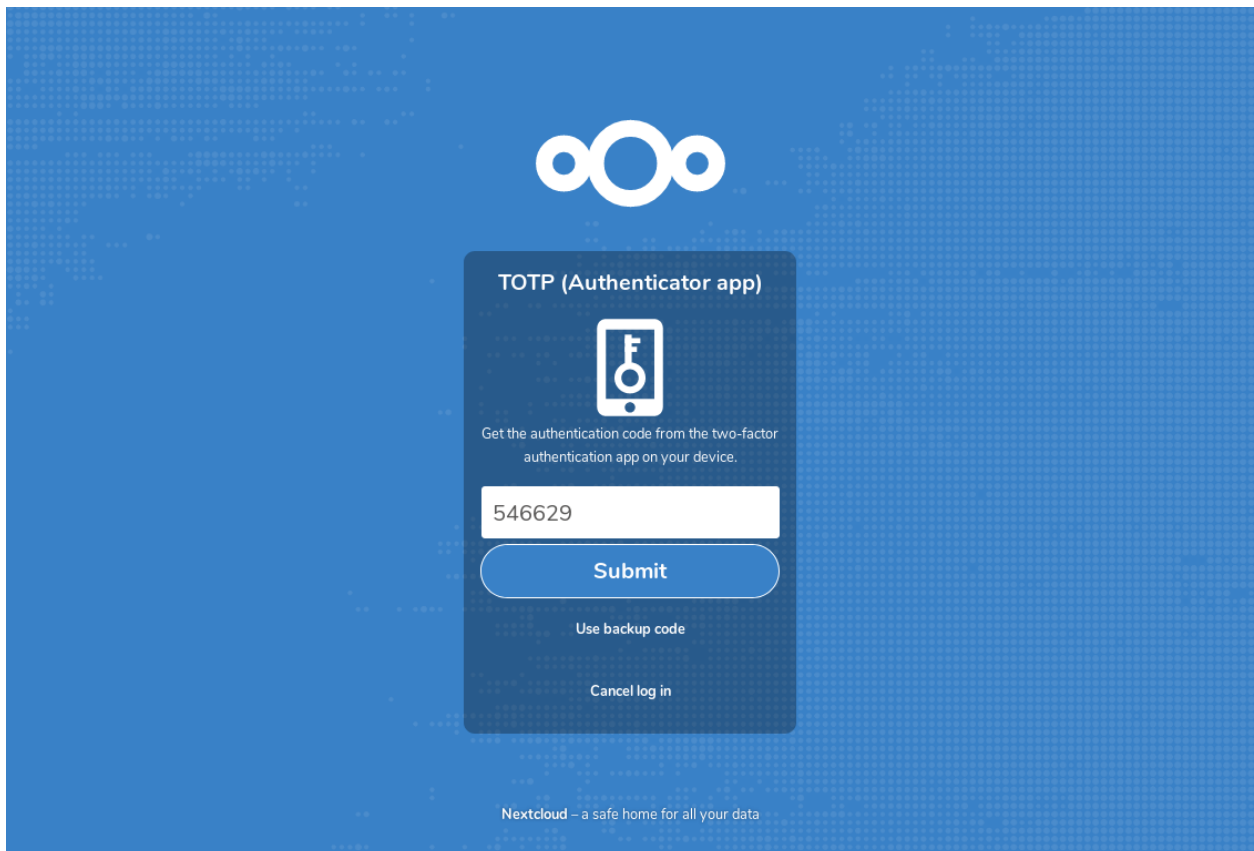 TOTP (Authenticator app)
Get the authentication code from the two-factor
authentication app on your device.
546629
Submit
Use backup code
Cancel log in
Nextcloud – a safe home for all your data